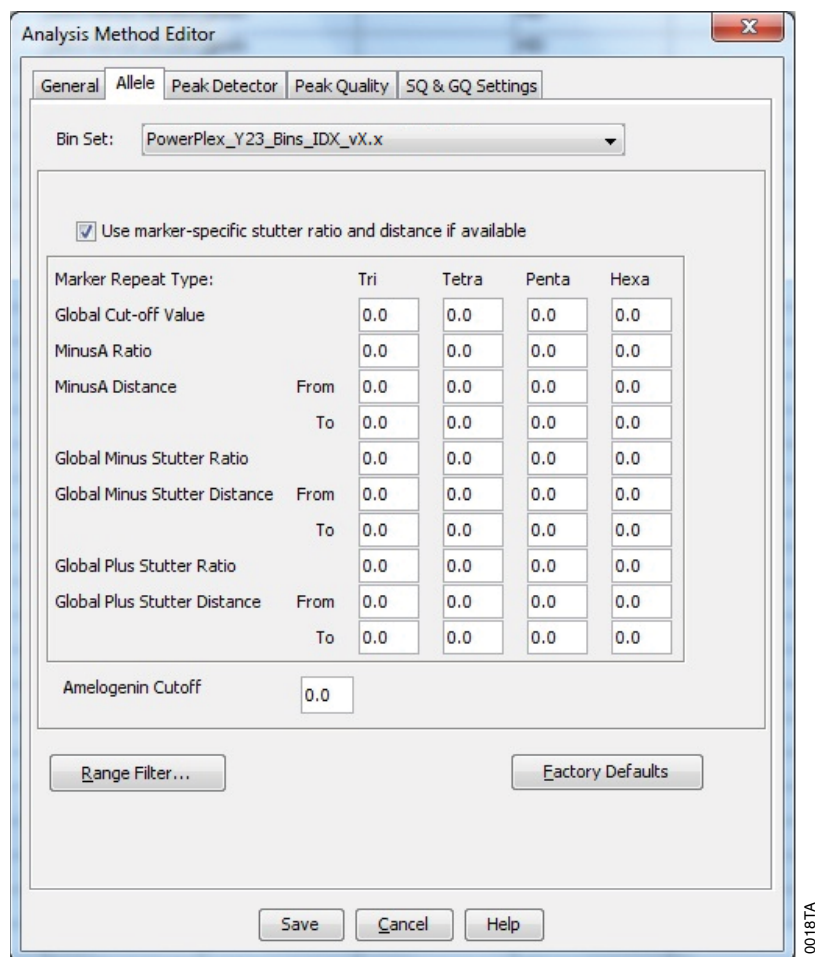 Analysis Method Editor
General Allele Peak Detector Peak Quality SQ & GQ Settings
Bin Set: PowerPlex_Y23_Bins_IDX_vX.x
Use marker-specific stutter ratio and distance if available
Marker Repeat Type: Tri Tetra Penta Hexa
Global Cut-off Value 0.0 0.0 0.0 0.0
MinusA Ratio 0.0 0.0 0.0 0.0
MinusA Distance From 0.0 0.0 0.0 0.0
To 0.0 0.0 0.0 0.0
Global Minus Stutter Ratio 0.0 0.0 0.0 0.0
Global Minus Stutter Distance From 0.0 0.0 0.0 0.0
To 0.0 0.0 0.0 0.0
Global Plus Stutter Ratio 0.0 0.0 0.0 0.0
Global Plus Stutter Distance From 0.0 0.0 0.0 0.0
To 0.0 0.0 0.0 0.0
Amelogenin Cutoff 0.0
Range Filter... Factory Defaults
Save Cancel Help
0018TA